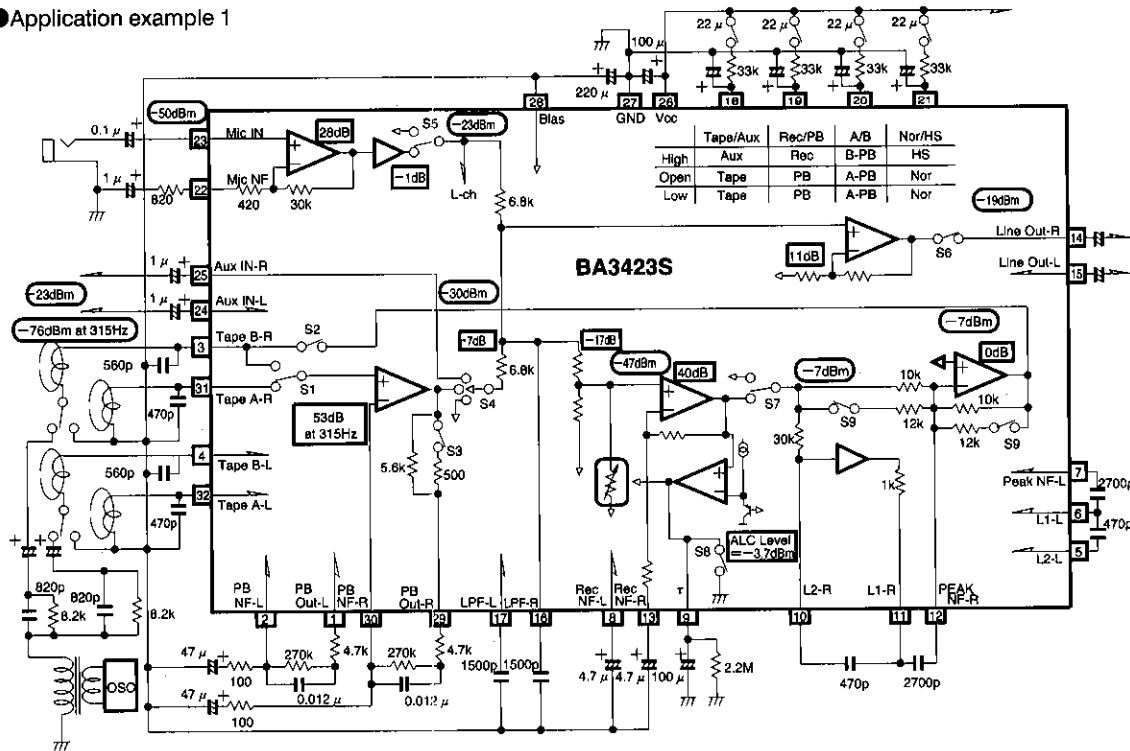 ●Application example 1
22 μ 22 μ 22 μ 22 μ
100 μ
33k 33k 33k 33k
220 μ
28 27 26 18 19 20 21
Bias GND Vcc
-50dBm
0.1 μ
23 Mic IN
28dB
S5
-23dBm
-1dB
L-ch
1 μ
820
22 Mic NF
420 30k
6.8k
Tape/Aux Rec/PB A/B Nor/HS
High Aux Rec B-PB HS
Open Tape PB A-PB Nor
Low Tape PB A-PB Nor
-19dBm
Line Out-R 14
S6
Line Out-L 15
11dB
BA3423S
1 μ
25 Aux IN-R
-23dBm
1 μ
24 Aux IN-L
-30dBm
-76dBm at 315Hz
3 Tape B-R
S2
560p
S1
31 Tape A-R
470p
53dB
at 315Hz
4 Tape B-L
560p
32 Tape A-L
470p
S4
S3
5.6k 500
-7dB
6.8k
-17dB
-47dBm
40dB
S7
-7dBm
-7dBm
0dB
10k
10k
S9
12k
12k S9
30k
1k
ALC Level
=-3.7dBm
S8
7 Peak NF-L
2700p
6 L1-L
470p
5 L2-L
820p
8.2k
820p
8.2k
OSC
PB NF-L
PB Out-L
PB NF-R
PB Out-R
LPF-L LPF-R
Rec NF-L
Rec NF-R
τ
L2-R
L1-R
PEAK NF-R
2 1 30 29 17 16 8 13 9 10 11 12
47 μ
100
270k
4.7k
0.012 μ
270k
4.7k
0.012 μ
47 μ
100
1500p 1500p
4.7 μ 4.7 μ 100 μ
2.2M
470p 2700p